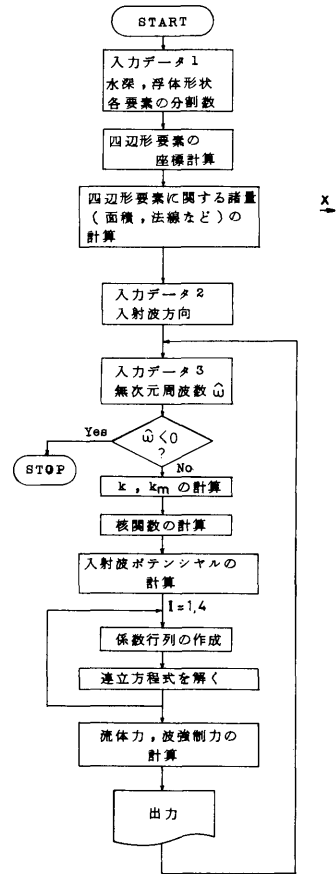 START
入力データ1
水深,浮体形状
各要素の分割数
四辺形要素の
座標計算
四辺形要素に関する諸量
(面積,法線など)の
計算
X
入力データ2
入射波方向
入力データ3
無次元周波数 ω̂
Yes
ω̂<0
?
STOP
No
k , km の計算
核関数の計算
入射波ポテンシャルの
計算
I=1,4
係数行列の作成
連立方程式を解く
流体力,波強制力の
計算
出力